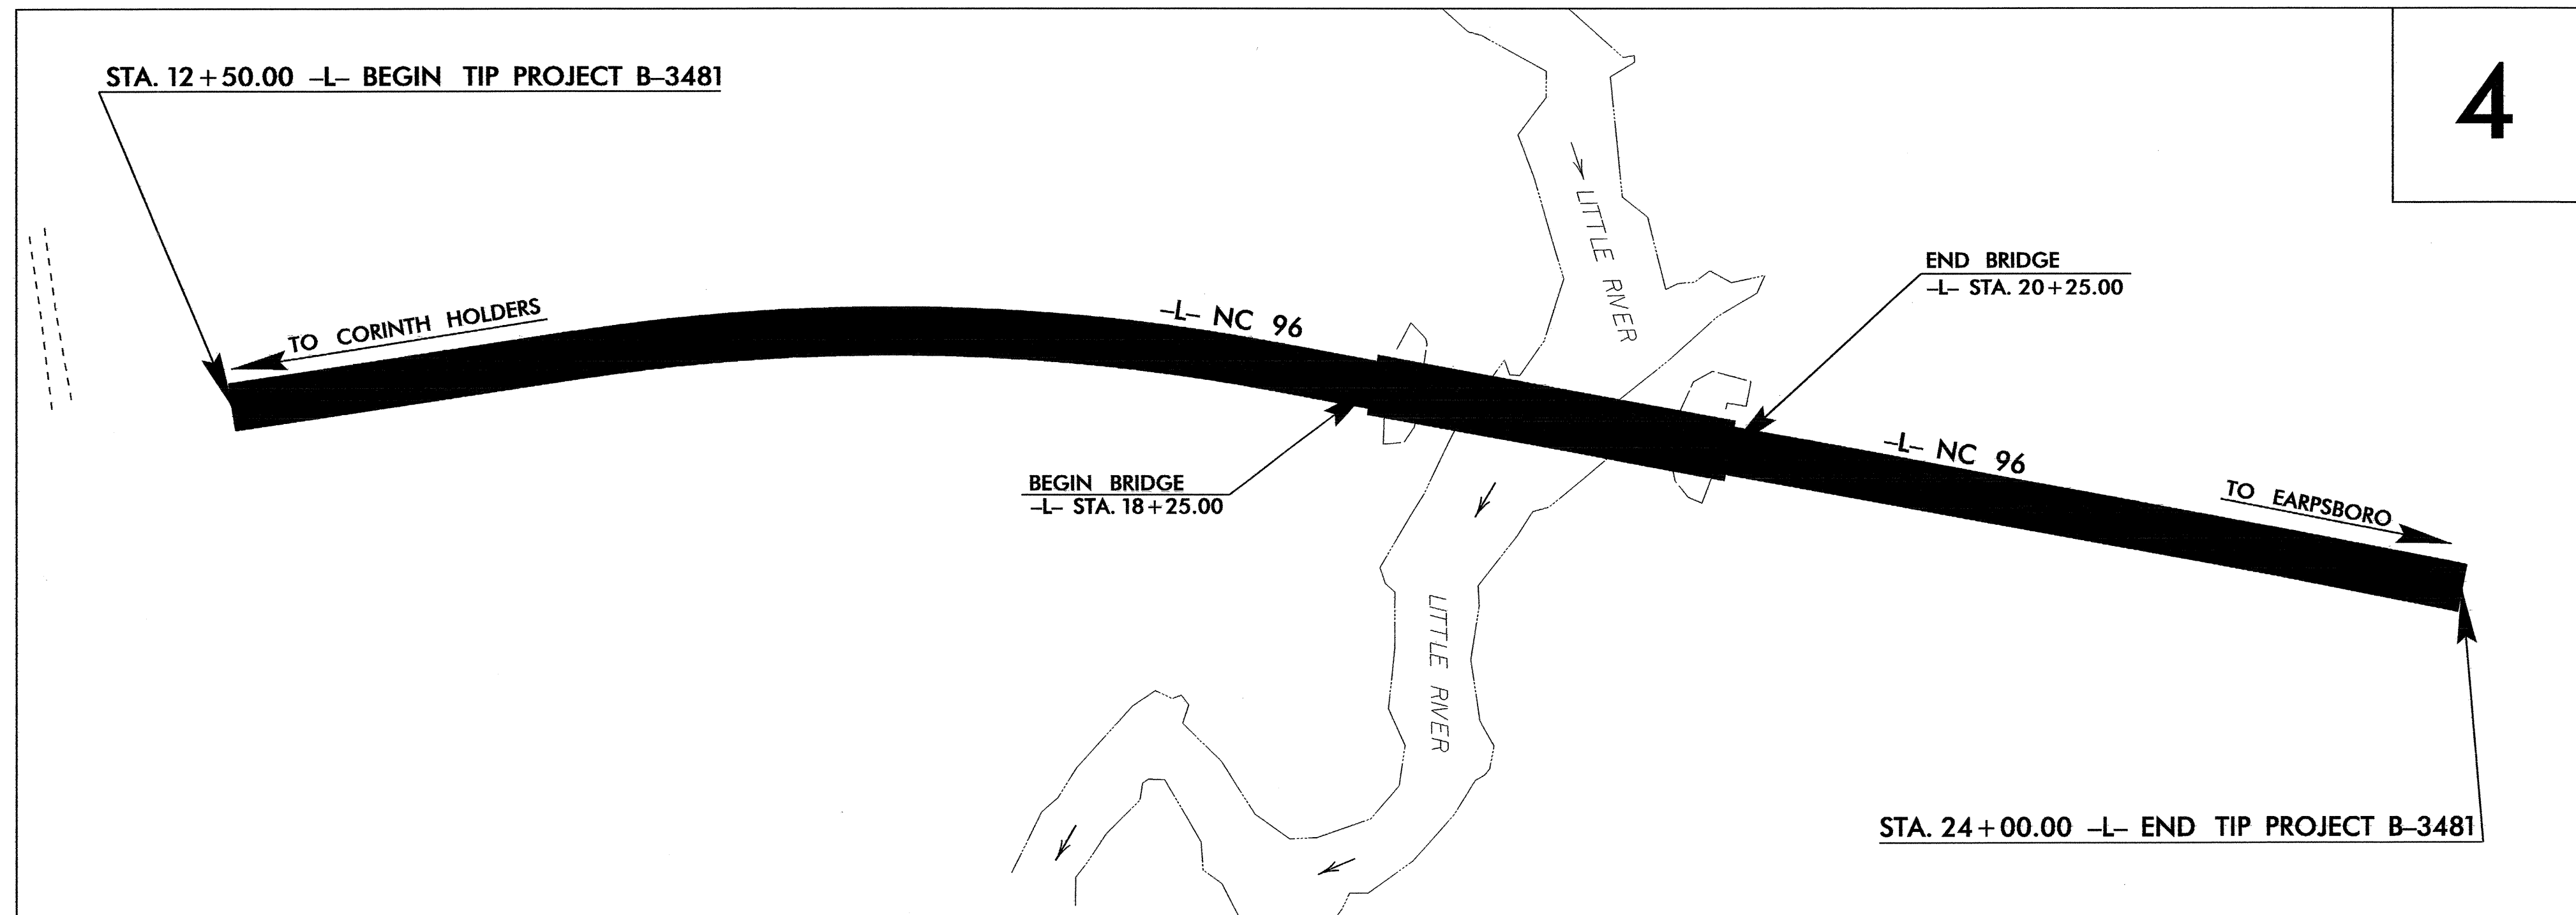 STA. 12+50.00 -L- BEGIN TIP PROJECT B-3481
4
LITTLE RIVER
END BRIDGE
-L- STA. 20+25.00
TO CORINTH HOLDERS
-L- NC 96
-L- NC 96
BEGIN BRIDGE
-L- STA. 18+25.00
TO EARPSBORO
LITTLE RIVER
STA. 24+00.00 -L- END TIP PROJECT B-3481